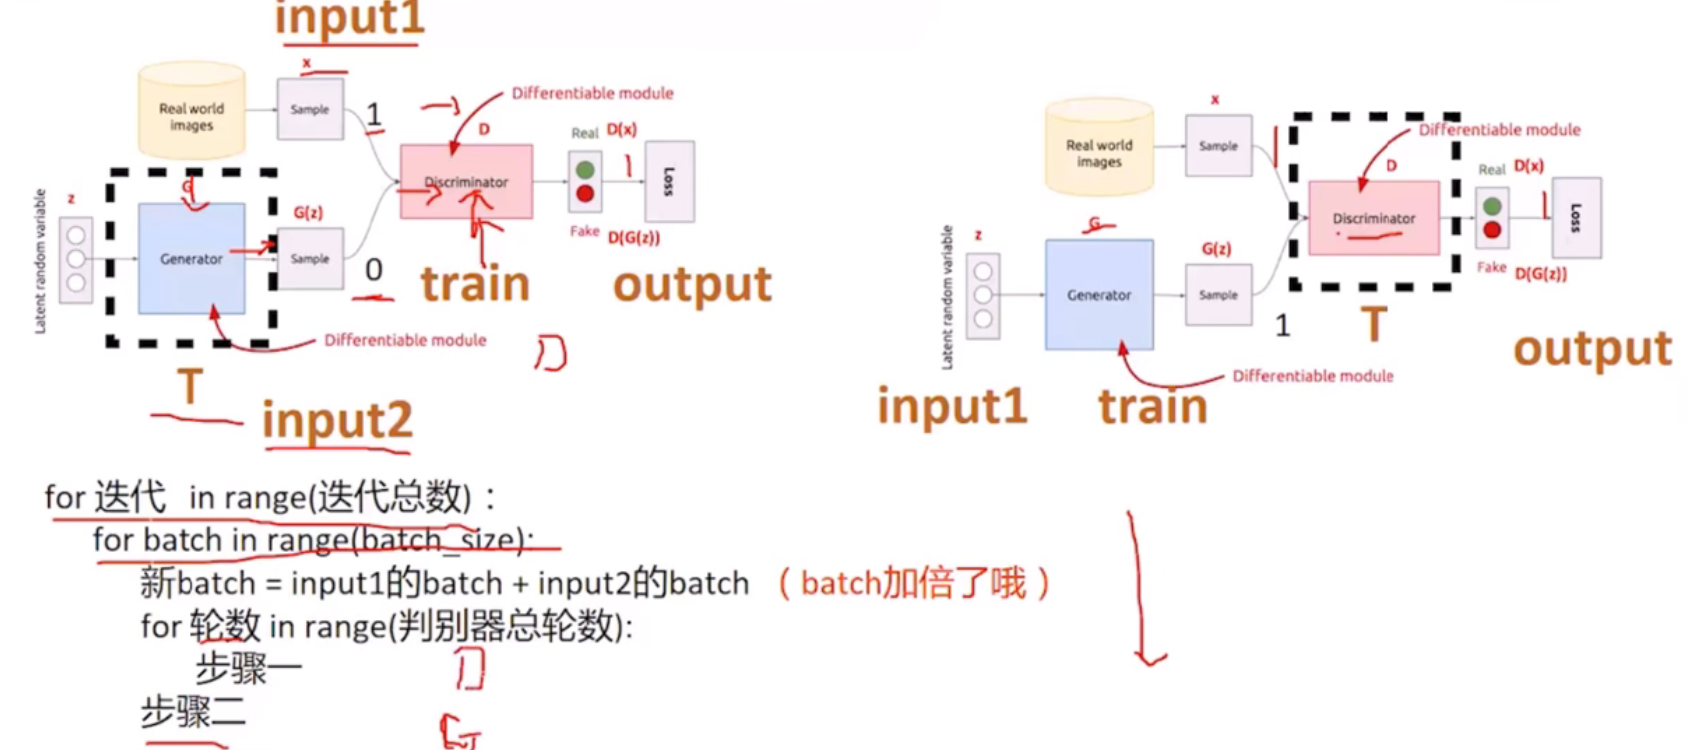 input1
x
Real world
images
Sample
1
Differentiable module
D
Real D(x)
1
Discriminator
Loss
Fake D(G(z))
Latent random variable
z
G
Generator
G(z)
Sample
0
train
output
Differentiable module
D
T
input2
x
Real world
images
Sample
1
Differentiable module
D
Real D(x)
1
Discriminator
Loss
Fake D(G(z))
Latent random variable
z
G
Generator
G(z)
Sample
1
T
output
Differentiable module
input1
train
for 迭代 in range(迭代总数)：
for batch in range(batch_size):
新batch = input1的batch + input2的batch （batch加倍了哦）
for 轮数 in range(判别器总轮数):
步骤一 D
步骤二 G